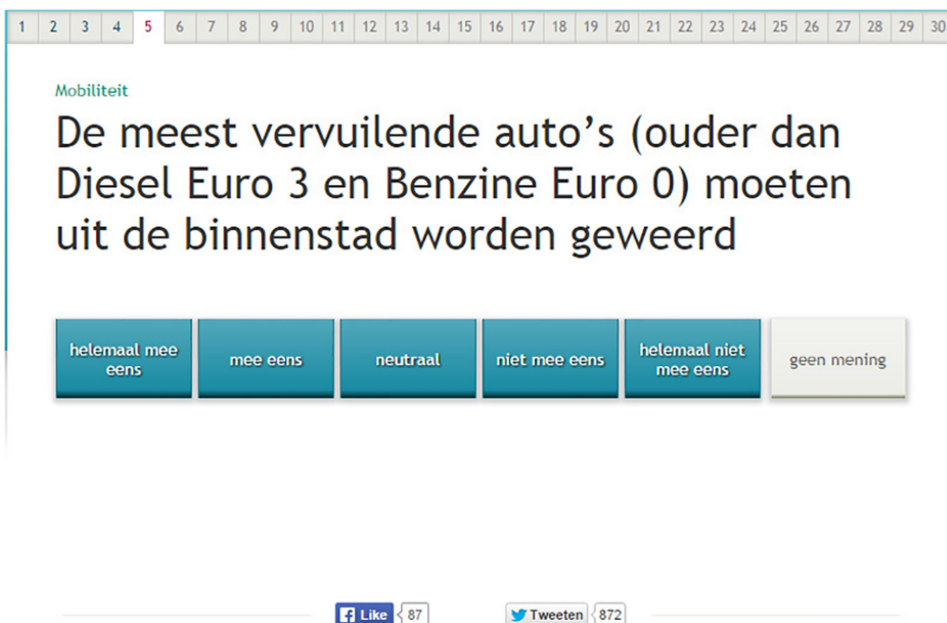 1 2 3 4 5 6 7 8 9 10 11 12 13 14 15 16 17 18 19 20 21 22 23 24 25 26 27 28 29 30
Mobiliteit
De meest vervuilende auto’s (ouder dan
Diesel Euro 3 en Benzine Euro 0) moeten
uit de binnenstad worden geweerd
helemaal mee
eens
mee eens
neutraal
niet mee eens
helemaal niet
mee eens
geen mening
Like 87
Tweeten 872